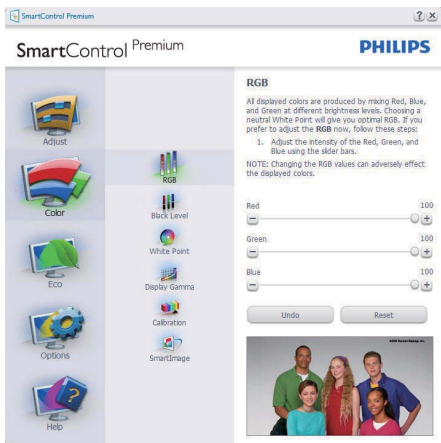 SmartControl Premium
SmartControl Premium
PHILIPS
Adjust
Color
Eco
Options
Help
RGB
Black Level
White Point
Display Gamma
Calibration
SmartImage
RGB
All displayed colors are produced by mixing Red, Blue,
and Green at different brightness levels. Choosing a
neutral White Point will give you optimal RGB. If you
prefer to adjust the RGB now, follow these steps:
1. Adjust the intensity of the Red, Green, and
Blue using the slider bars.
NOTE: Changing the RGB values can adversely effect
the displayed colors.
Red 100
Green 100
Blue 100
Undo Reset